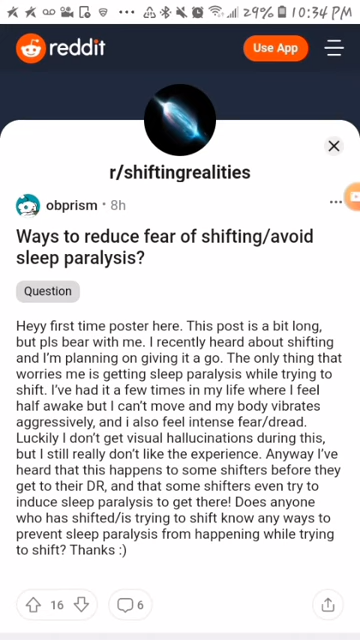 29% 10:34 PM
reddit
Use App
r/shiftingrealities
obprism • 8h
Ways to reduce fear of shifting/avoid
sleep paralysis?
Question
Heyy first time poster here. This post is a bit long,
but pls bear with me. I recently heard about shifting
and I'm planning on giving it a go. The only thing that
worries me is getting sleep paralysis while trying to
shift. I've had it a few times in my life where I feel
half awake but I can't move and my body vibrates
aggressively, and i also feel intense fear/dread.
Luckily I don't get visual hallucinations during this,
but I still really don't like the experience. Anyway I've
heard that this happens to some shifters before they
get to their DR, and that some shifters even try to
induce sleep paralysis to get there! Does anyone
who has shifted/is trying to shift know any ways to
prevent sleep paralysis from happening while trying
to shift? Thanks :)
16
6